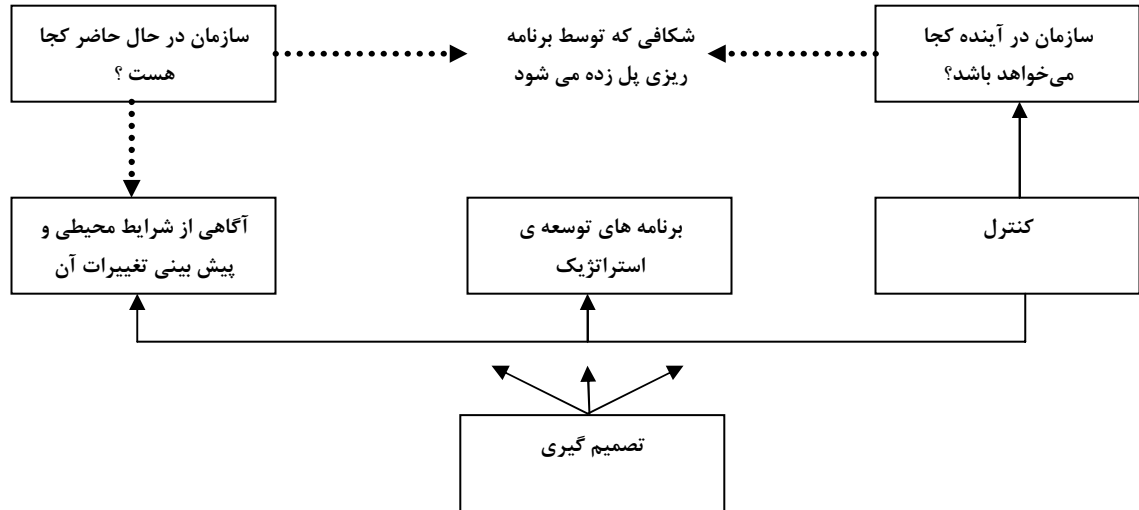 سازمان در آینده کجا
می‌خواهد باشد؟
شکافی که توسط برنامه
ریزی پل زده می شود
سازمان در حال حاضر کجا
هست ؟
کنترل
برنامه های توسعه ی
استراتژیک
آگاهی از شرایط محیطی و
پیش بینی تغییرات آن
تصمیم گیری